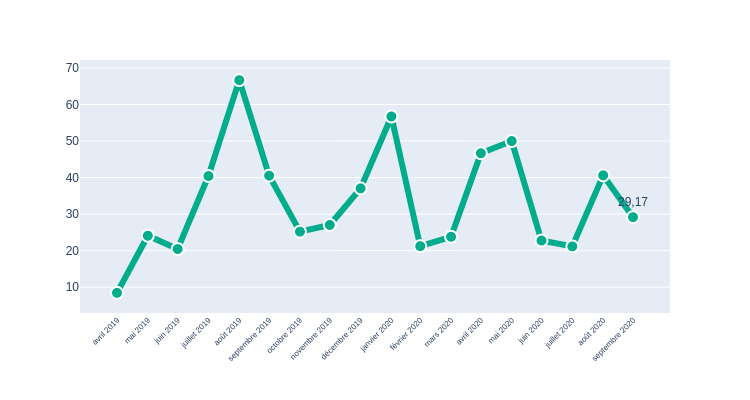 70
60
50
40
30
20
10
29,17
avril 2019
mai 2019
juin 2019
juillet 2019
août 2019
septembre 2019
octobre 2019
novembre 2019
décembre 2019
janvier 2020
février 2020
mars 2020
avril 2020
mai 2020
juin 2020
juillet 2020
août 2020
septembre 2020